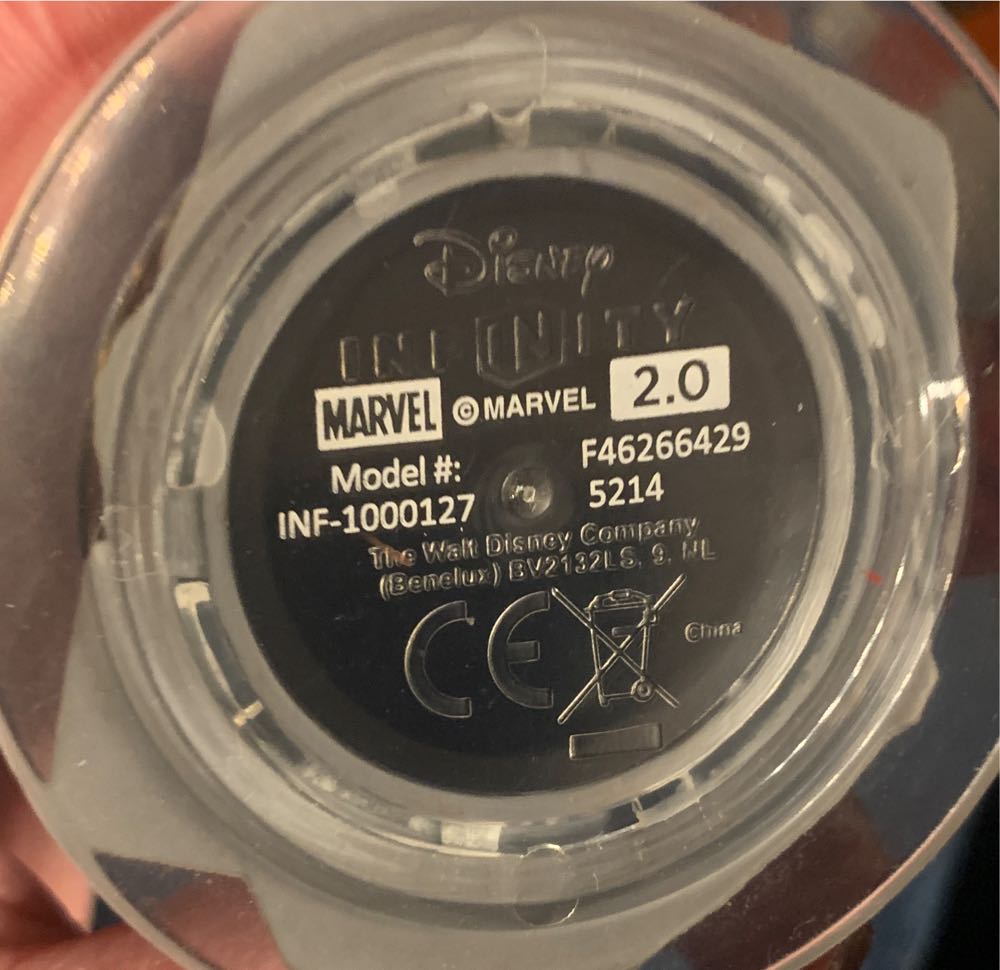 Disney
INFINITY
MARVEL © MARVEL 2.0
Model #: F46266429
INF-1000127 5214
The Walt Disney Company
(Benelux) BV2132LS, 9. NL
CE
China